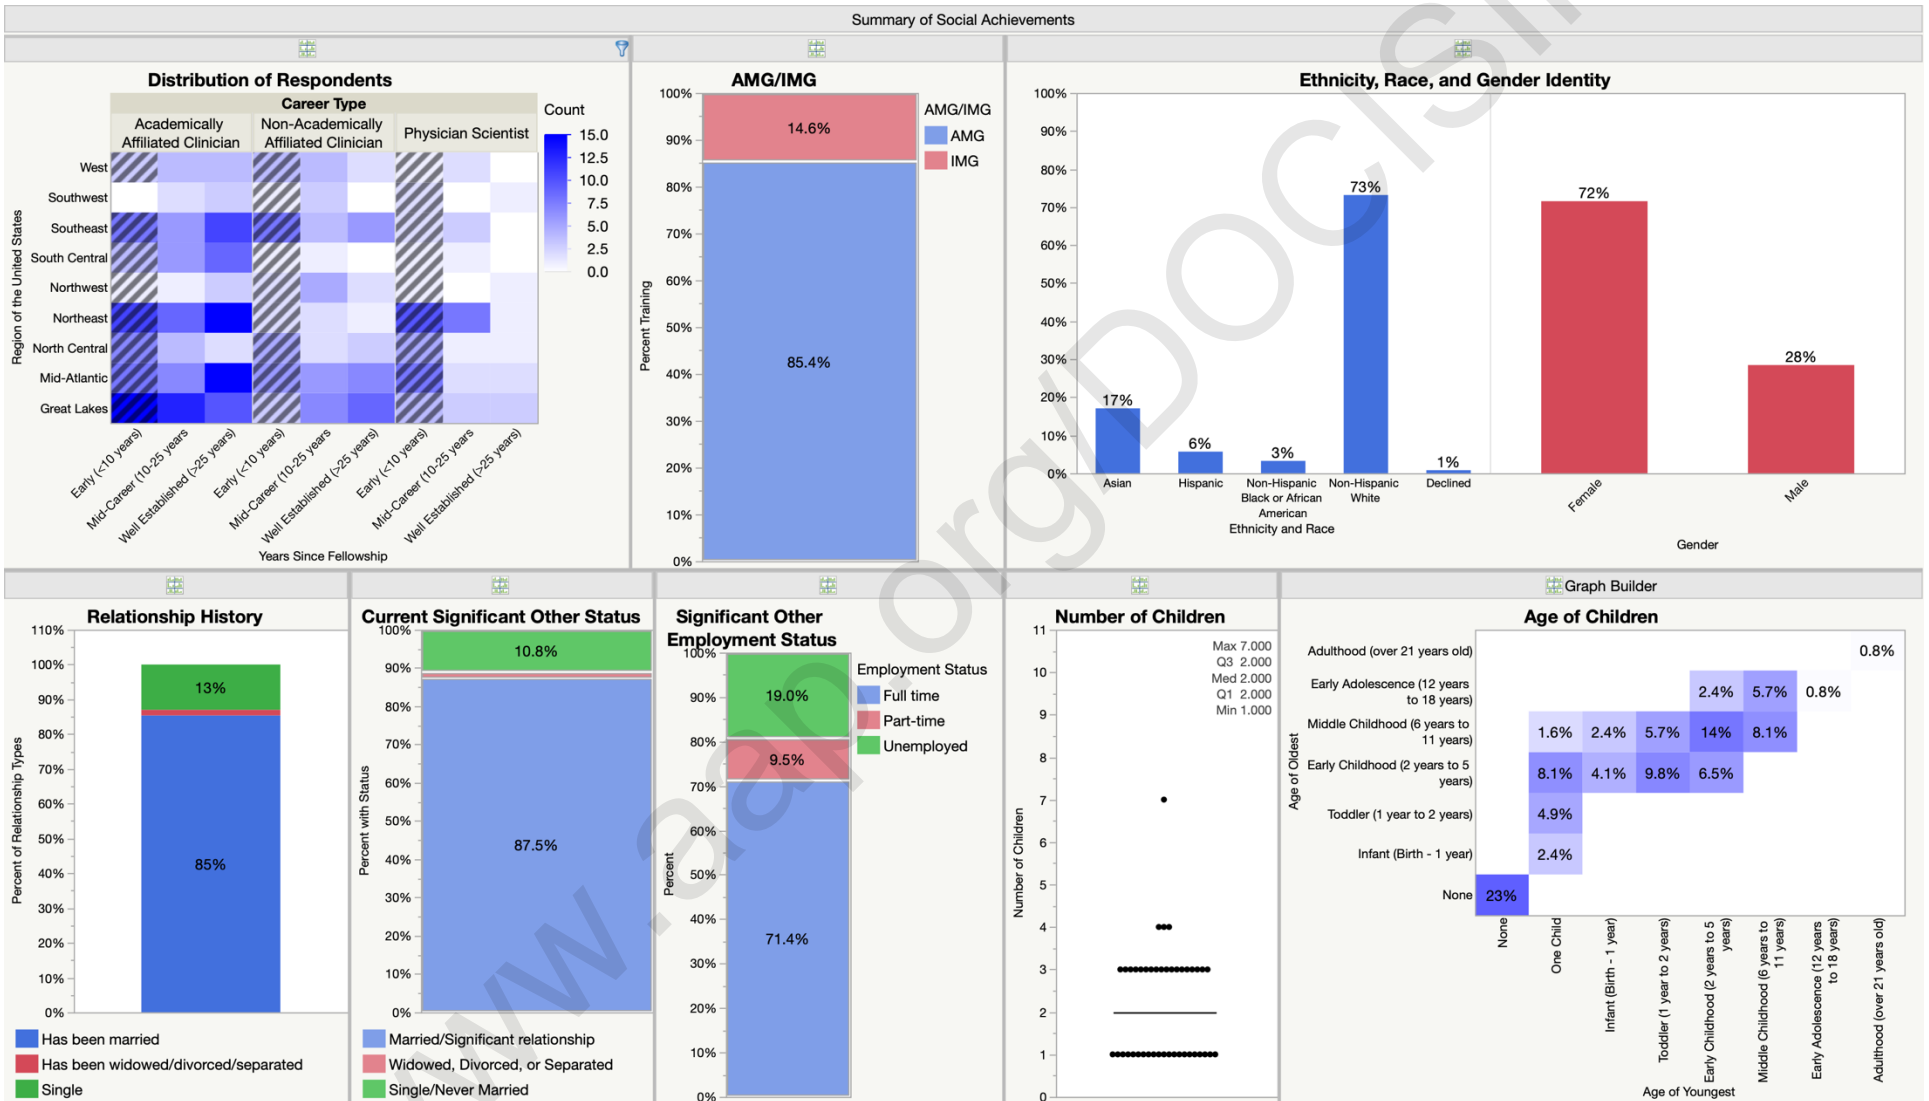 Summary of Social Achievements
Distribution of Respondents
Career Type
Academically
Affiliated Clinician
Non-Academically
Affiliated Clinician
Physician Scientist
Count
15.0
12.5
10.0
7.5
5.0
2.5
0.0
Region of the United States
West
Southwest
Southeast
South Central
Northwest
Northeast
North Central
Mid-Atlantic
Great Lakes
Early (<10 years)
Mid-Career (10-25 years
Well Established (>25 years)
Early (<10 years)
Mid-Career (10-25 years
Well Established (>25 years)
Early (<10 years)
Mid-Career (10-25 years
Well Established (>25 years)
Years Since Fellowship
AMG/IMG
Percent Training
100%
90%
80%
70%
60%
50%
40%
30%
20%
10%
0%
14.6%
85.4%
AMG/IMG
AMG
IMG
Ethnicity, Race, and Gender Identity
100%
90%
80%
70%
60%
50%
40%
30%
20%
10%
0%
17%
6%
3%
73%
1%
72%
28%
Asian
Hispanic
Non-Hispanic
Black or African
American
Non-Hispanic
White
Declined
Ethnicity and Race
Female
Male
Gender
Relationship History
Percent of Relationship Types
110%
100%
90%
80%
70%
60%
50%
40%
30%
20%
10%
0%
13%
85%
Has been married
Has been widowed/divorced/separated
Single
Current Significant Other Status
Percent with Status
100%
90%
80%
70%
60%
50%
40%
30%
20%
10%
0%
10.8%
87.5%
Married/Significant relationship
Widowed, Divorced, or Separated
Single/Never Married
Significant Other
Employment Status
Percent
100%
90%
80%
70%
60%
50%
40%
30%
20%
10%
0%
19.0%
9.5%
71.4%
Employment Status
Full time
Part-time
Unemployed
Number of Children
Number of Children
11
10
9
8
7
6
5
4
3
2
1
0
Max 7.000
Q3 2.000
Med 2.000
Q1 2.000
Min 1.000
Graph Builder
Age of Children
Age of Oldest
Adulthood (over 21 years old)
0.8%
Early Adolescence (12 years
to 18 years)
2.4% 5.7% 0.8%
Middle Childhood (6 years to
11 years)
1.6% 2.4% 5.7% 14% 8.1%
Early Childhood (2 years to 5
years)
8.1% 4.1% 9.8% 6.5%
Toddler (1 year to 2 years)
4.9%
Infant (Birth - 1 year)
2.4%
None
23%
None
One Child
Infant (Birth - 1 year)
Toddler (1 year to 2 years)
Early Childhood (2 years to 5
years)
Middle Childhood (6 years to
11 years)
Early Adolescence (12 years
to 18 years)
Adulthood (over 21 years old)
Age of Youngest